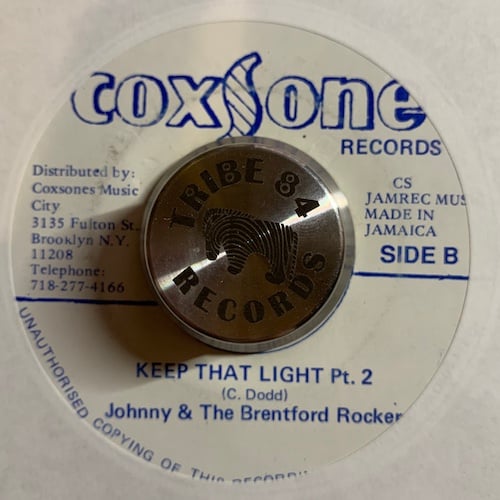 Coxsone
RECORDS
Distributed by:
Coxsones Music
City
3135 Fulton St.
Brooklyn N.Y.
11208
Telephone:
718-277-4166
CS
JAMREC MUS
MADE IN
JAMAICA
SIDE B
TRIBE 84
RECORDS
KEEP THAT LIGHT Pt. 2
(C. Dodd)
Johnny & The Brentford Rocker
UNAUTHORISED COPYING OF THIS RECORD